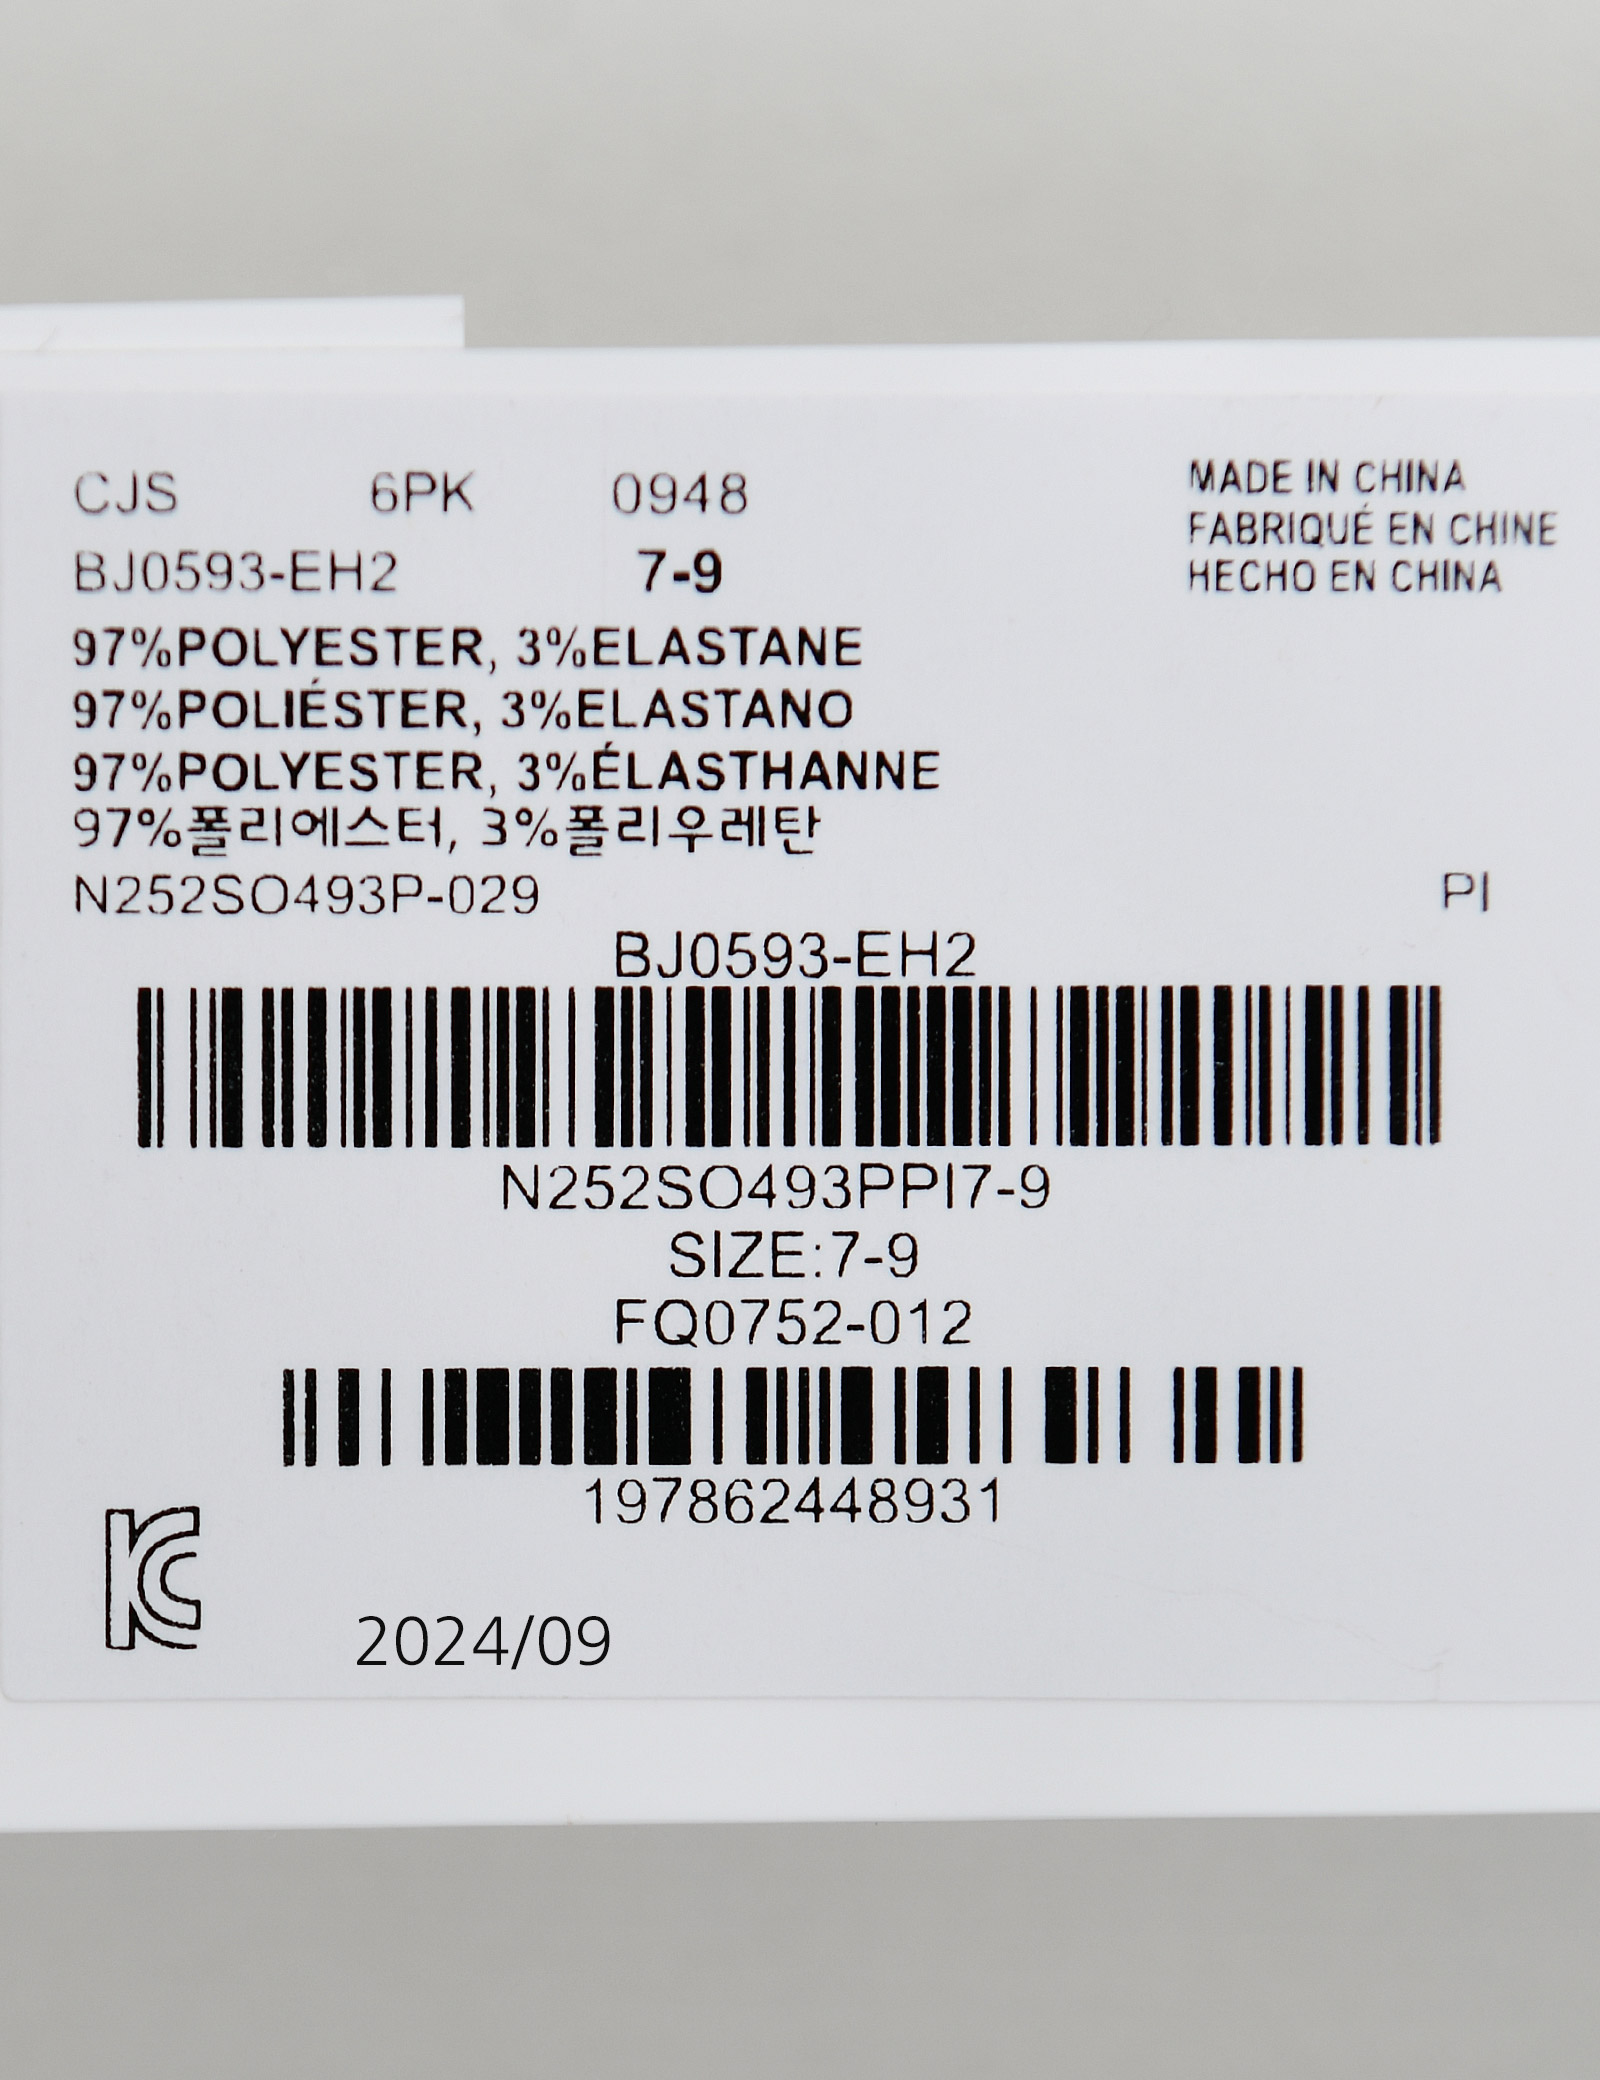 CJS 6PK 0948
BJ0593-EH2 7-9
MADE IN CHINA
FABRIQUÉ EN CHINE
HECHO EN CHINA
97%POLYESTER, 3%ELASTANE
97%POLIÉSTER, 3%ELASTANO
97%POLYESTER, 3%ÉLASTHANNE
97%폴리에스터, 3%폴리우레탄
N252SO493P-029 PI
BJ0593-EH2
N252SO493PPI7-9
SIZE:7-9
FQ0752-012
197862448931
KC
2024/09